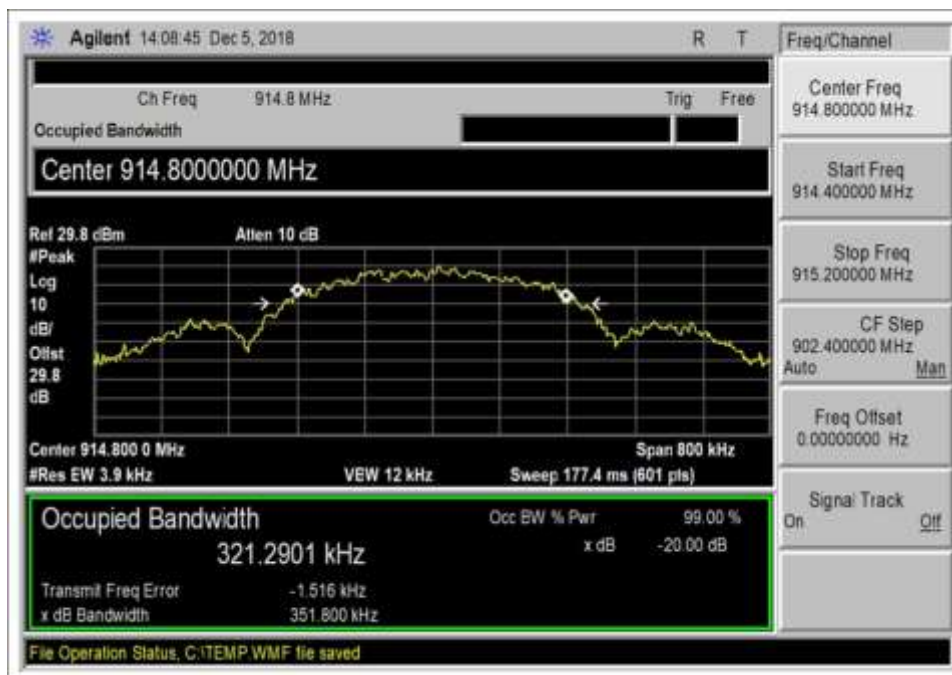 Agilent 14:08:45 Dec 5, 2018 R T
Ch Freq 914.8 MHz Trig Free
Occupied Bandwidth
Center 914.8000000 MHz
Ref 29.8 dBm Atten 10 dB
#Peak
Log
10
dB/
Offst
29.8
dB
Center 914.800 0 MHz Span 800 kHz
#Res BW 3.9 kHz VBW 12 kHz Sweep 177.4 ms (601 pts)
Occupied Bandwidth
321.2901 kHz
Occ BW % Pwr 99.00 %
x dB -20.00 dB
Transmit Freq Error -1.516 kHz
x dB Bandwidth 351.800 kHz
File Operation Status, C:\TEMP.WMF file saved
Freq/Channel
Center Freq
914.800000 MHz
Start Freq
914.400000 MHz
Stop Freq
915.200000 MHz
CF Step
902.400000 MHz
Auto Man
Freq Offset
0.00000000 Hz
Signal Track
On Off